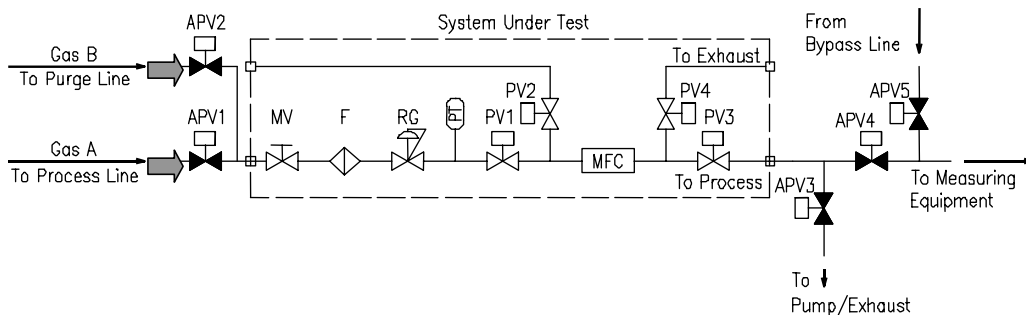 System Under Test
From
Bypass Line
APV2
Gas B
To Purge Line
To Exhaust
PV2
PV4
APV5
APV1
MV
F
RG
PT
PV1
PV3
APV4
Gas A
To Process Line
MFC
To Process
APV3
To Measuring
Equipment
To
Pump/Exhaust